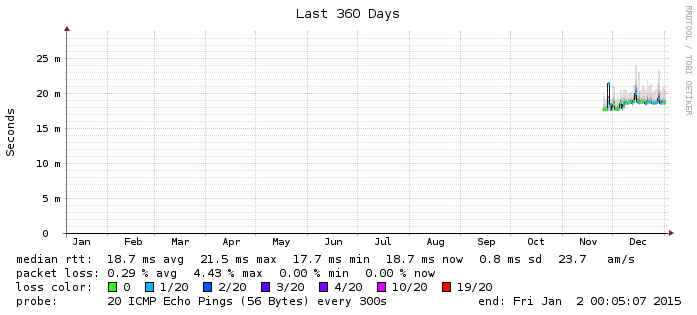 Last 360 Days
RRDTOOL / TOBI OETIKER
Seconds
25 m
20 m
15 m
10 m
5 m
0
Jan Feb Mar Apr May Jun Jul Aug Sep Oct Nov Dec
median rtt: 18.7 ms avg 21.5 ms max 17.7 ms min 18.7 ms now 0.8 ms sd 23.7 am/s
packet loss: 0.29 % avg 4.43 % max 0.00 % min 0.00 % now
loss color: 0 1/20 2/20 3/20 4/20 10/20 19/20
probe: 20 ICMP Echo Pings (56 Bytes) every 300s end: Fri Jan 2 00:05:07 2015